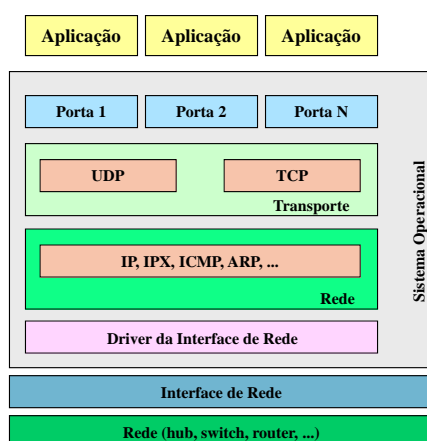 Aplicação Aplicação Aplicação
Porta 1 Porta 2 Porta N
UDP TCP
Transporte
IP, IPX, ICMP, ARP, ...
Rede
Driver da Interface de Rede
Sistema Operacional
Interface de Rede
Rede (hub, switch, router, ...)